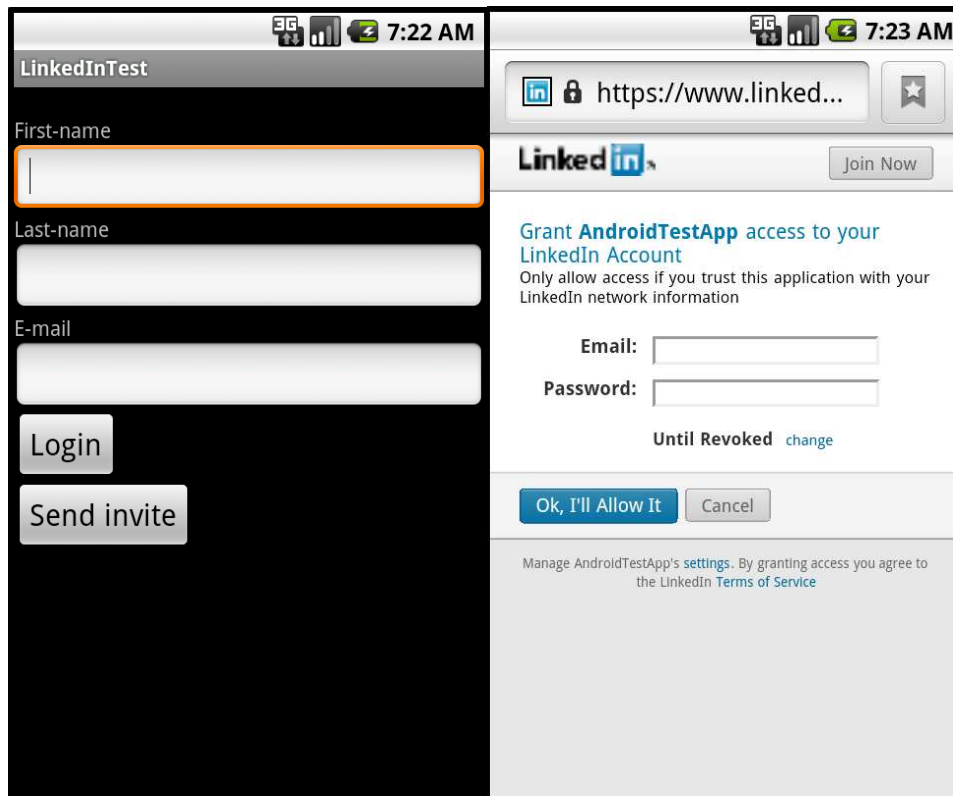 3G 7:22 AM
LinkedInTest
First-name
Last-name
E-mail
Login
Send invite
3G 7:23 AM
in https://www.linked...
Linked in
Join Now
Grant AndroidTestApp access to your
LinkedIn Account
Only allow access if you trust this application with your
LinkedIn network information
Email:
Password:
Until Revoked change
Ok, I'll Allow It Cancel
Manage AndroidTestApp's settings. By granting access you agree to
the LinkedIn Terms of Service